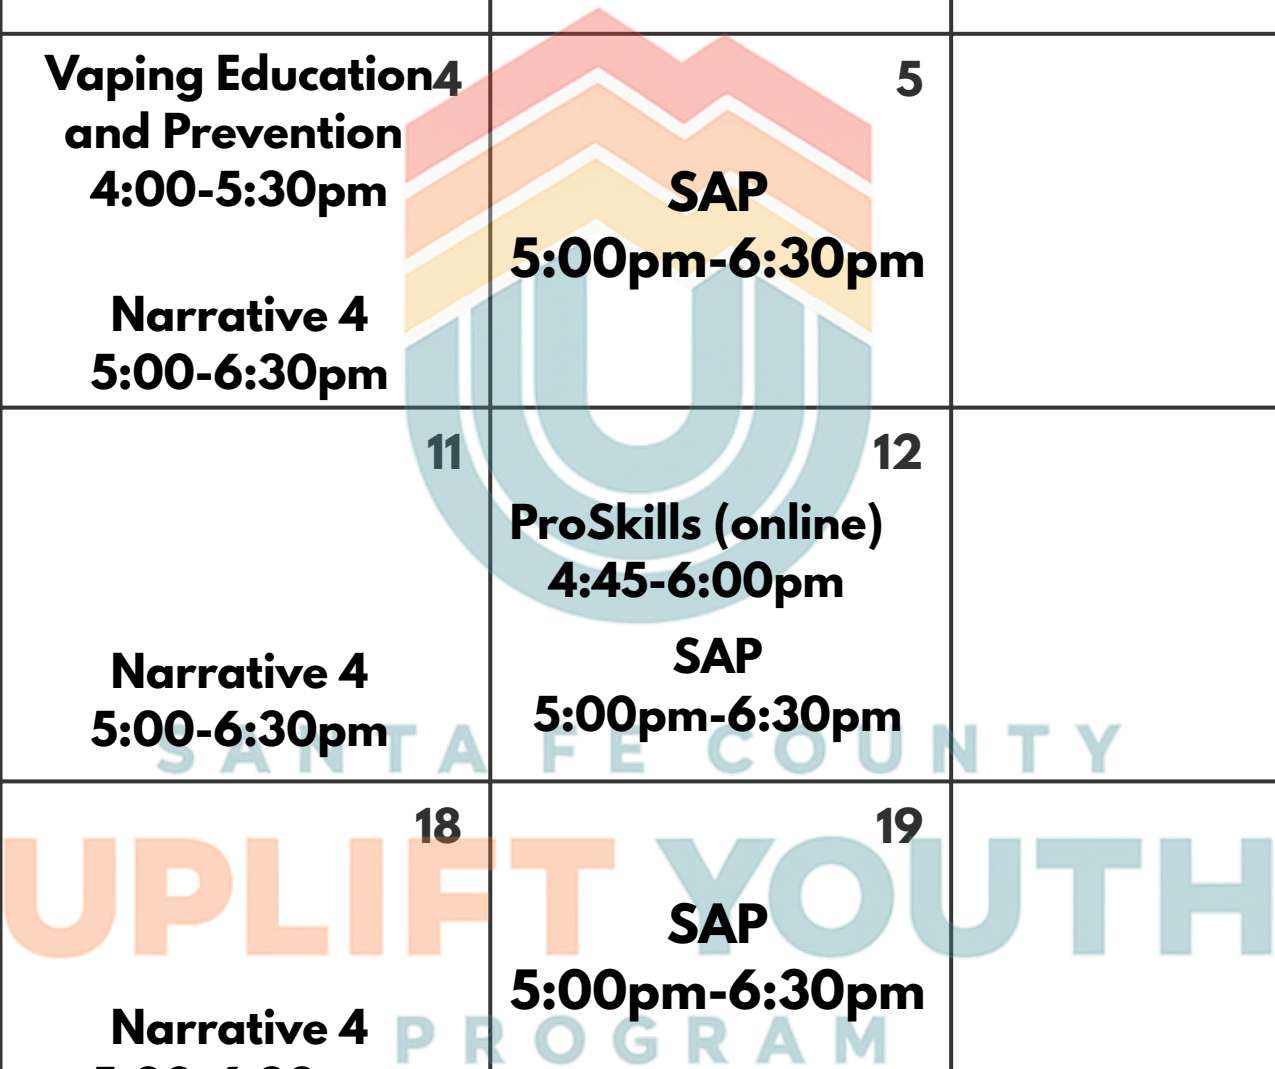 Vaping Education 4
and Prevention
4:00-5:30pm
Narrative 4
5:00-6:30pm
5
SAP
5:00pm-6:30pm
11
Narrative 4
5:00-6:30pm
12
ProSkills (online)
4:45-6:00pm
SAP
5:00pm-6:30pm
18
Narrative 4
19
SAP
5:00pm-6:30pm
SANTA FE COUNTY
UPLIFT YOUTH
PROGRAM